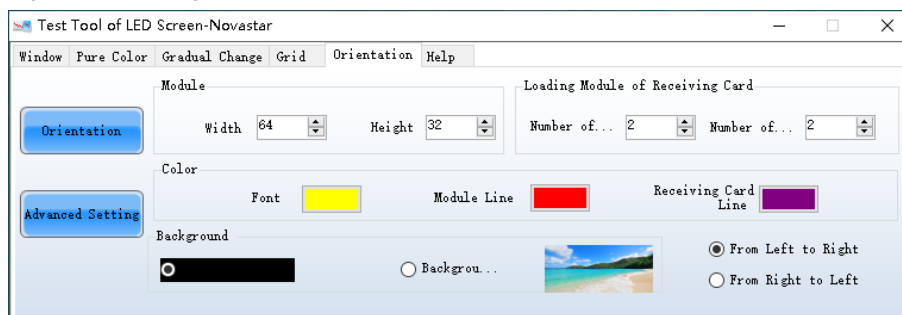 Test Tool of LED Screen-Novastar
Window Pure Color Gradual Change Grid Orientation Help
Module
Loading Module of Receiving Card
Orientation
Width 64 Height 32 Number of... 2 Number of... 2
Color
Font Module Line Receiving Card Line
Advanced Setting
Background
Backgrou...
From Left to Right
From Right to Left